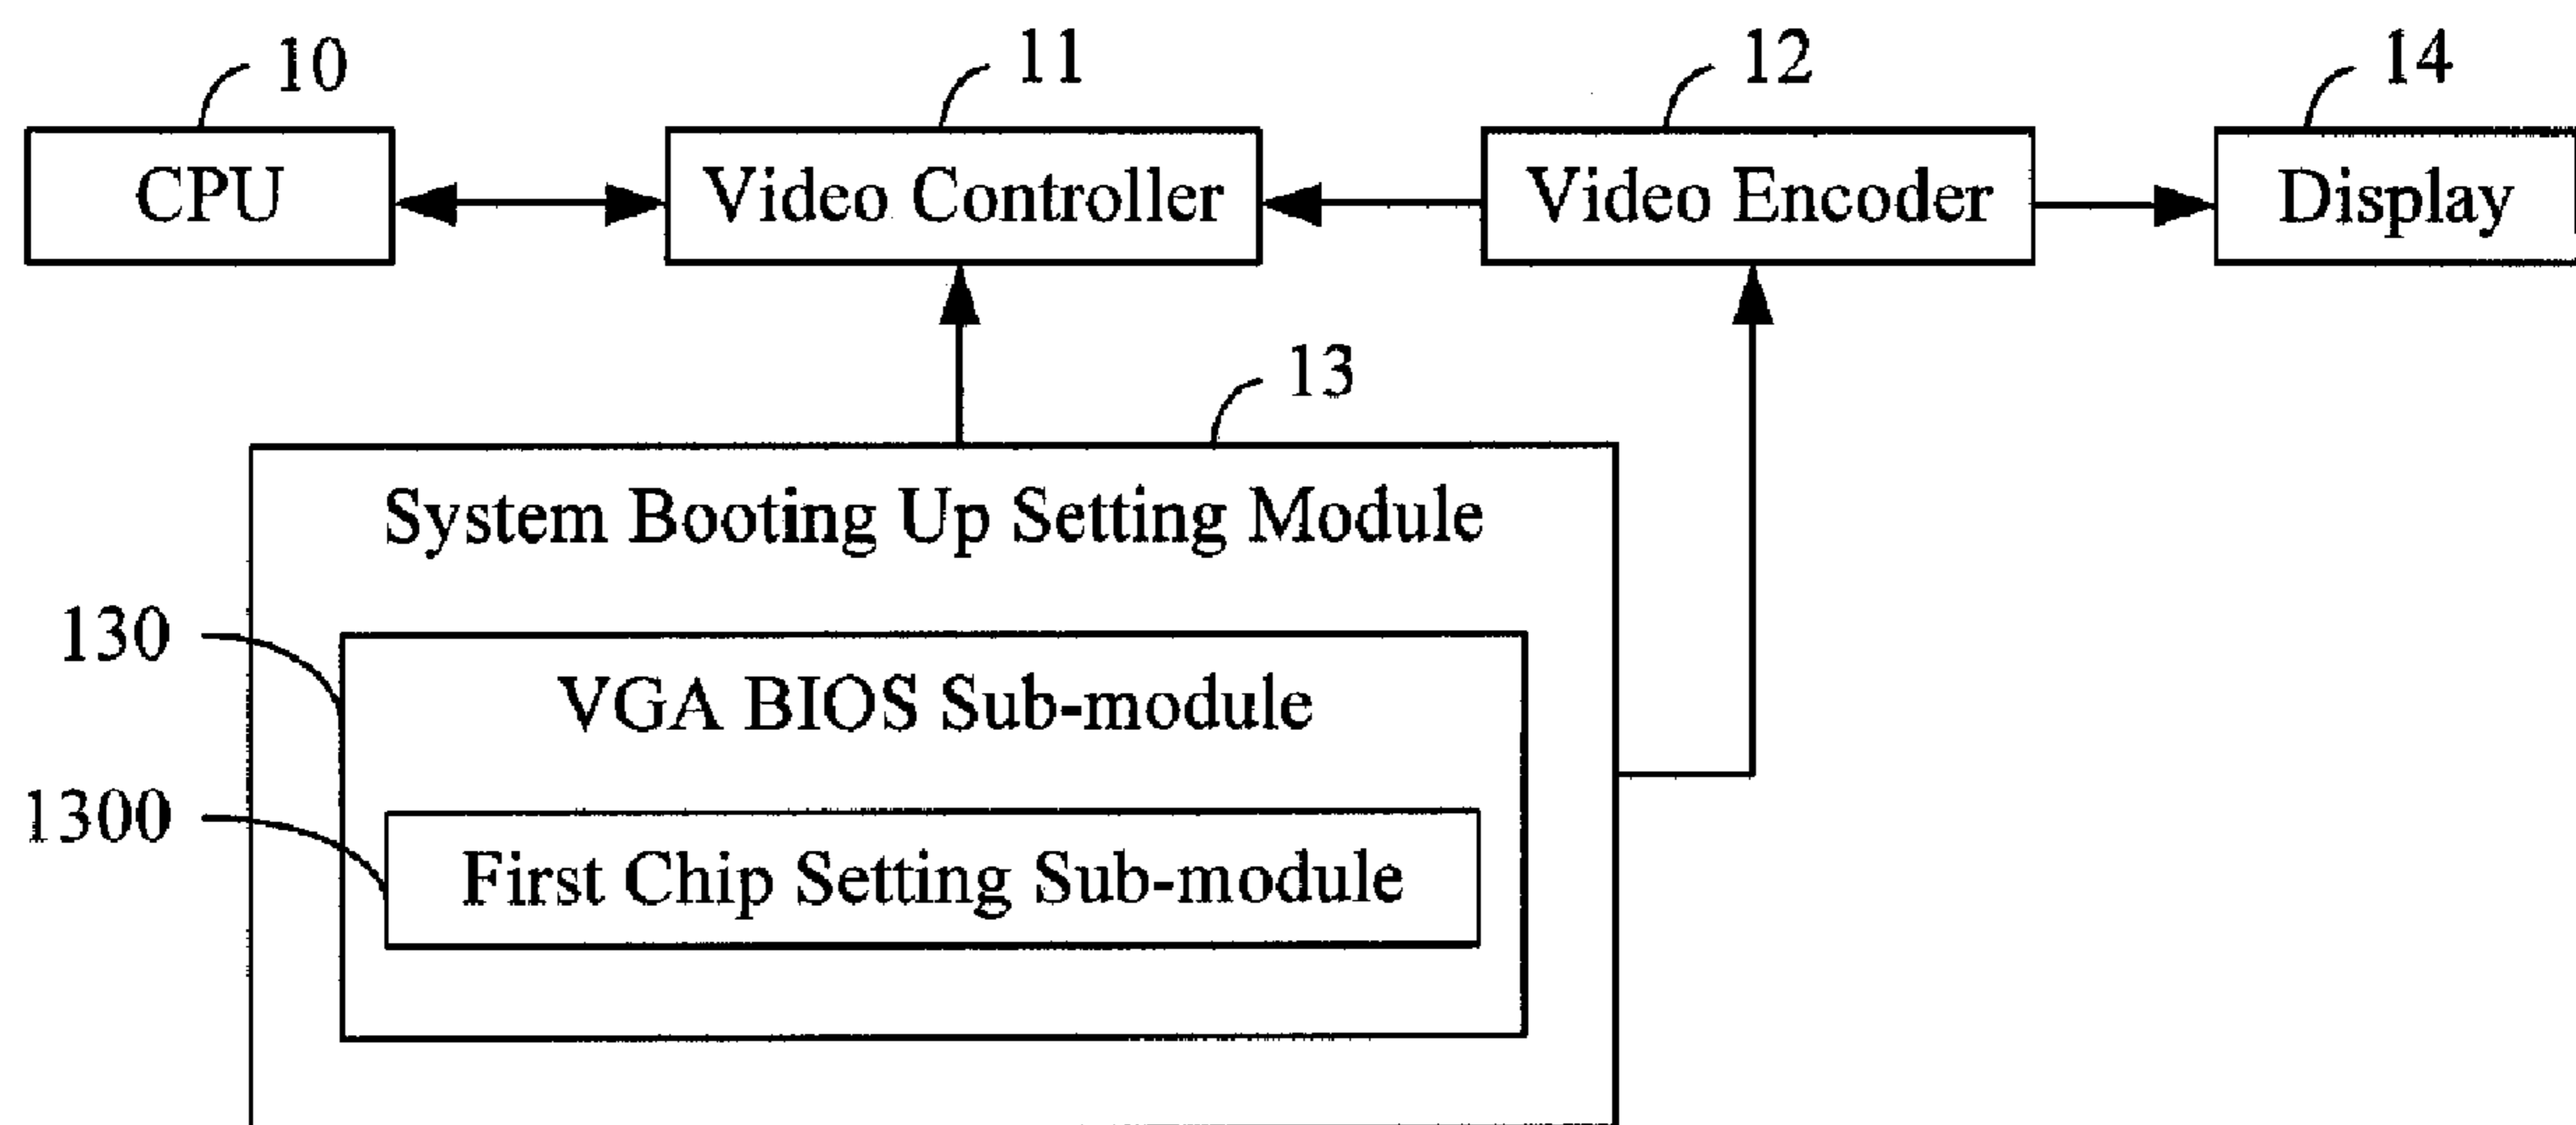 10
11
12
14
CPU
Video Controller
Video Encoder
Display
13
System Booting Up Setting Module
130
VGA BIOS Sub-module
1300
First Chip Setting Sub-module